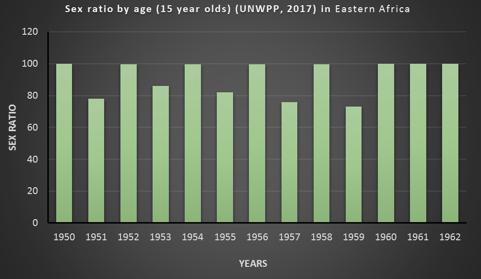 Sex ratio by age (15 year olds) (UNWPP, 2017) in Eastern Africa
120
100
80
60
40
20
0
SEX RATIO
1950 1951 1952 1953 1954 1955 1956 1957 1958 1959 1960 1961 1962
YEARS